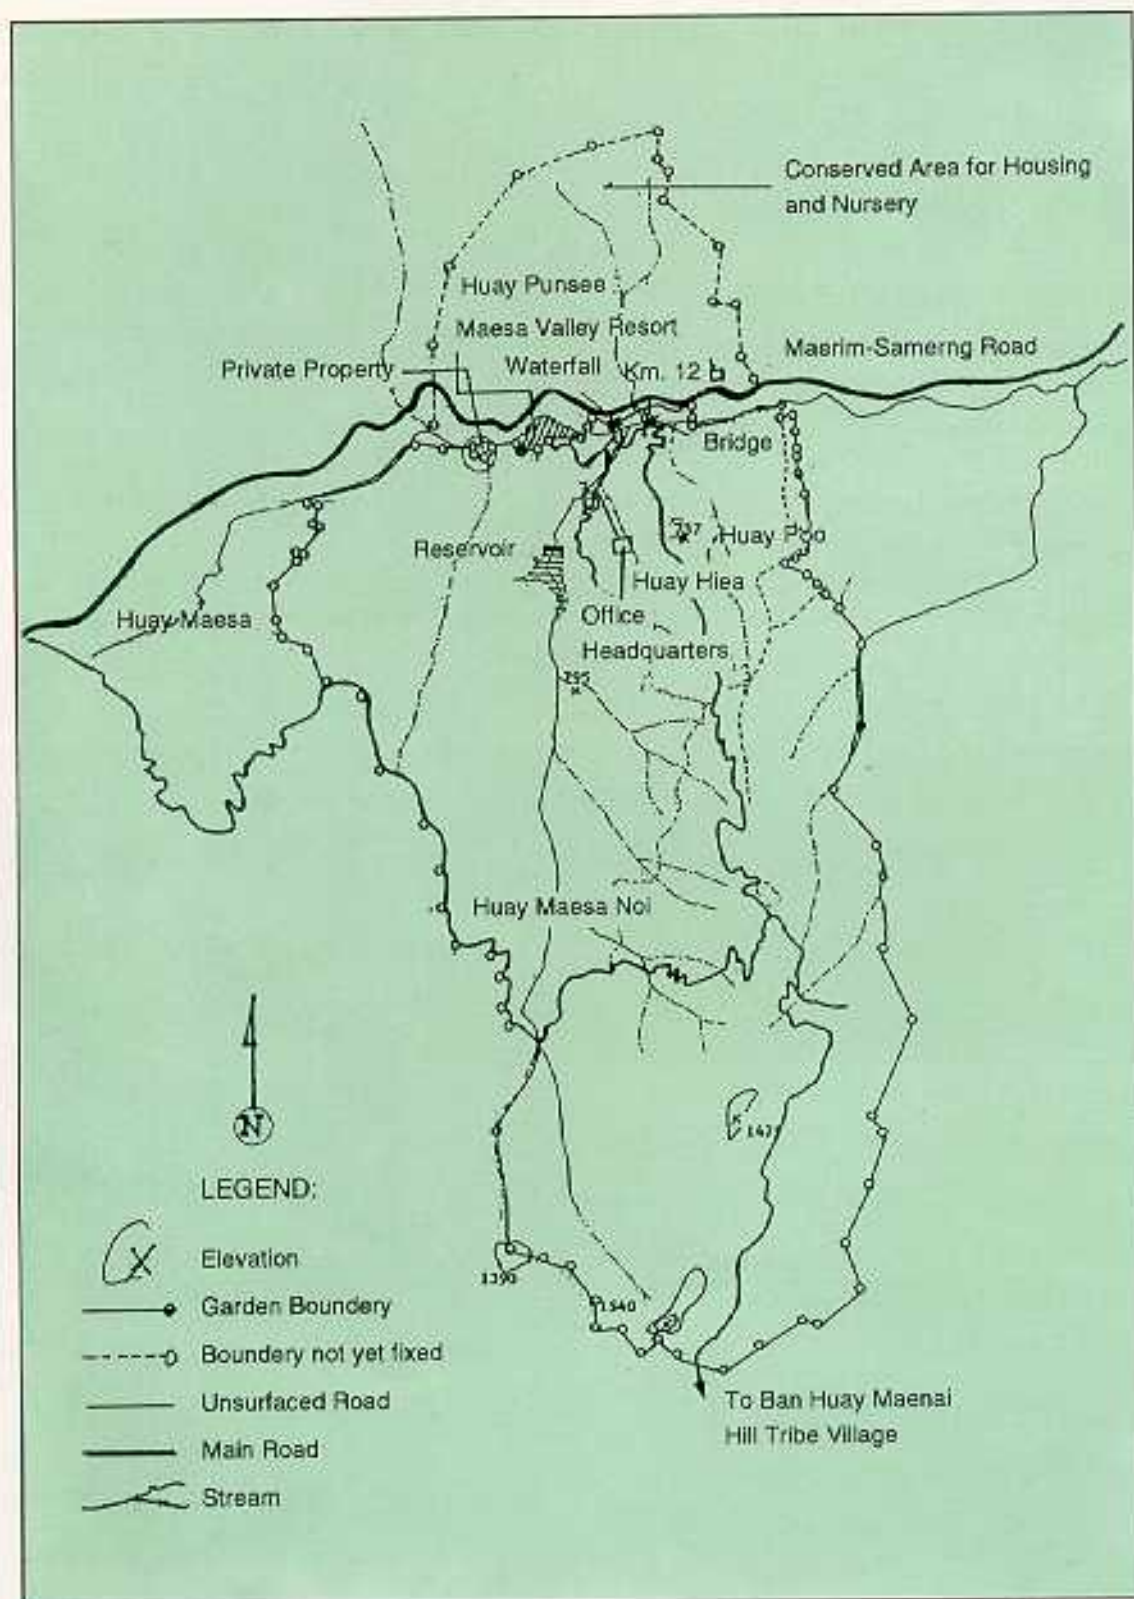 Conserved Area for Housing
and Nursery
Huay Punsee
Maesa Valley Resort
Maerim-Samerng Road
Private Property
Waterfall
Km. 12
Bridge
Reservoir
Huay Poo
Huay Hiea
Huay Maesa
Office
Headquarters
Huay Maesa Noi
N
LEGEND:
Elevation
1390
Garden Boundery
1540
Boundery not yet fixed
Unsurfaced Road
To Ban Huay Maenai
Main Road
Hill Tribe Village
Stream